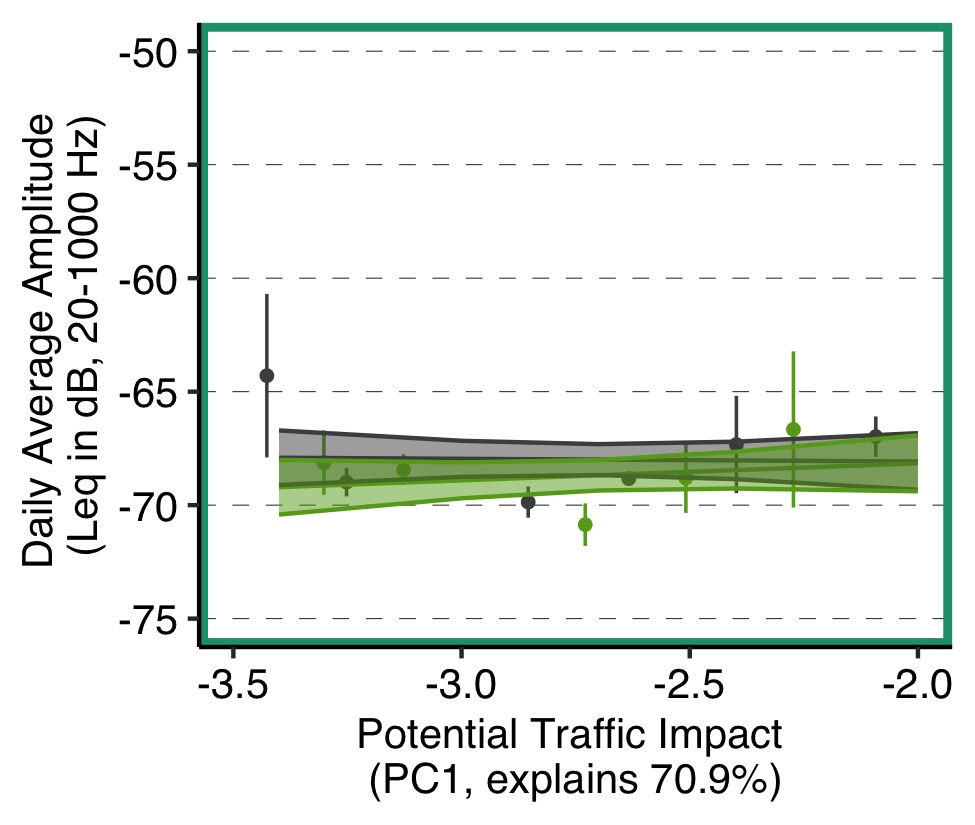 Daily Average Amplitude
(Leq in dB, 20-1000 Hz)
-50
-55
-60
-65
-70
-75
-3.5
-3.0
-2.5
-2.0
Potential Traffic Impact
(PC1, explains 70.9%)